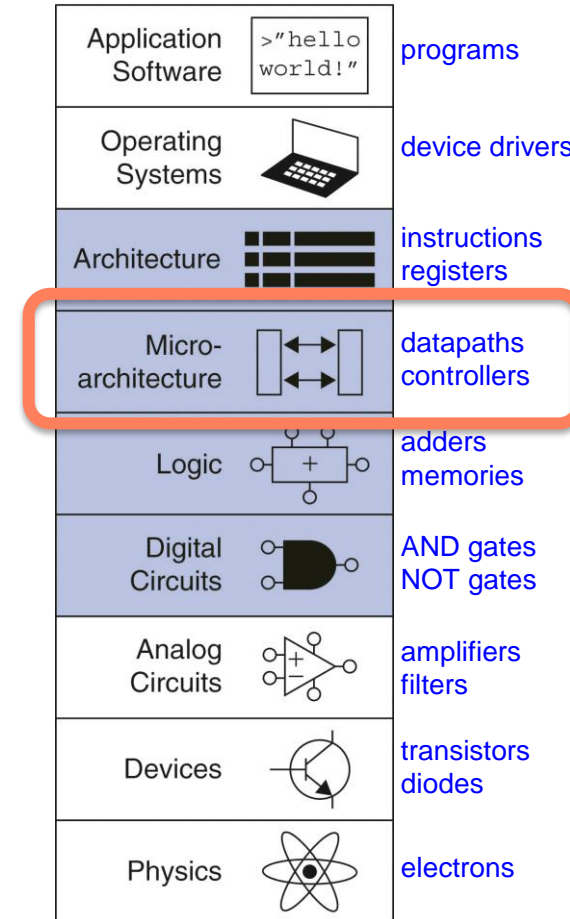 Application
Software
>"hello
world!"
programs
Operating
Systems
device drivers
Architecture
instructions
registers
Micro-
architecture
datapaths
controllers
Logic
+
adders
memories
Digital
Circuits
AND gates
NOT gates
Analog
Circuits
+
−
amplifiers
filters
Devices
transistors
diodes
Physics
electrons